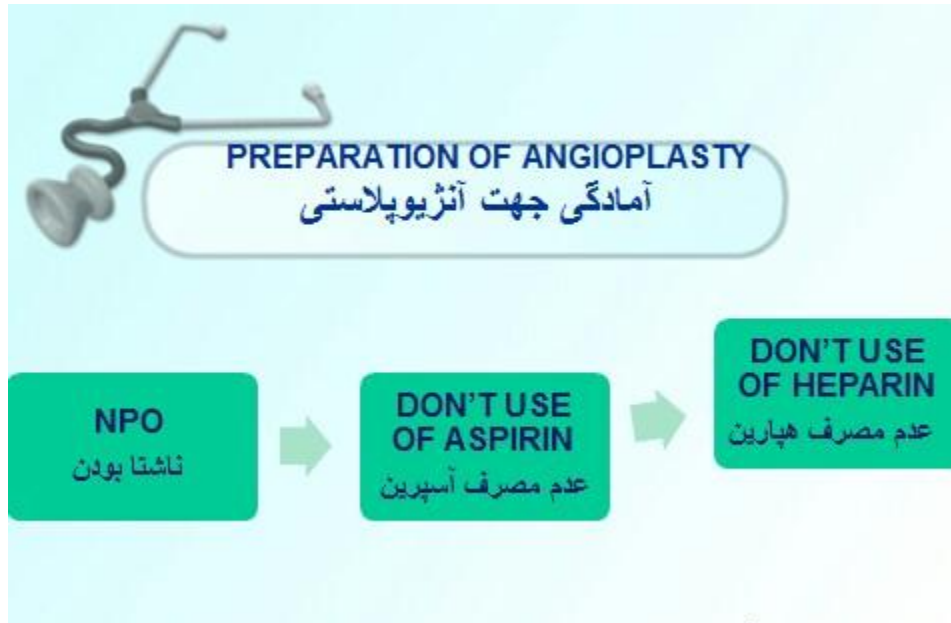 PREPARATION OF ANGIOPLASTY
آمادگی جهت آنژیوپلاستی
NPO
ناشتا بودن
DON'T USE
OF ASPIRIN
عدم مصرف آسپرین
DON'T USE
OF HEPARIN
عدم مصرف هپارین